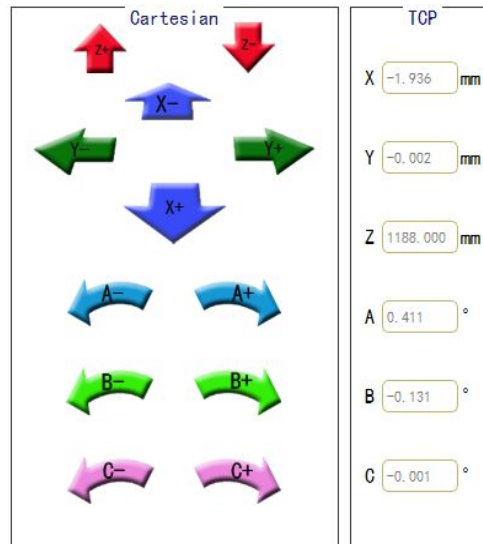 Cartesian
TCP
Z+ Z-
X-
X -1.936 mm
Y- Y+
Y -0.002 mm
X+
Z 1188.000 mm
A- A+
A 0.411 °
B- B+
B -0.131 °
C- C+
C -0.001 °